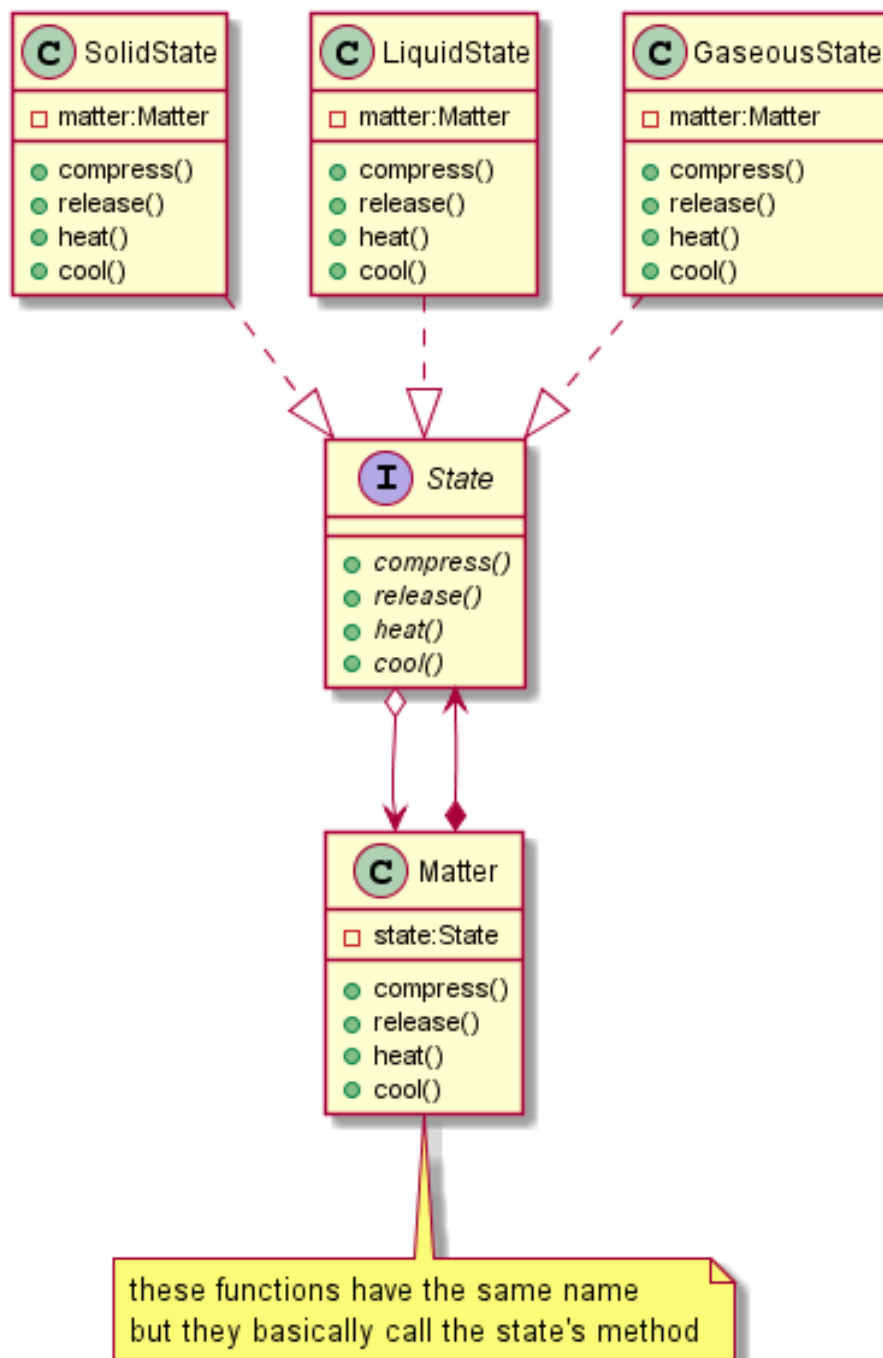 C SolidState
matter:Matter
compress()
release()
heat()
cool()
C LiquidState
matter:Matter
compress()
release()
heat()
cool()
C GaseousState
matter:Matter
compress()
release()
heat()
cool()
I State
compress()
release()
heat()
cool()
C Matter
state:State
compress()
release()
heat()
cool()
these functions have the same name
but they basically call the state's method